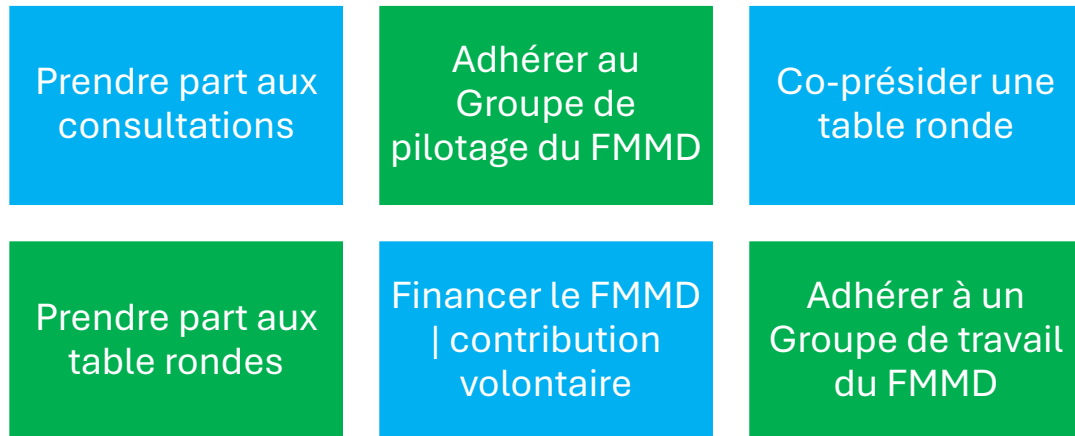 Prendre part aux
consultations
Adhérer au
Groupe de
pilotage du FMMD
Co-présider une
table ronde
Prendre part aux
table rondes
Financer le FMMD
| contribution
volontaire
Adhérer à un
Groupe de travail
du FMMD